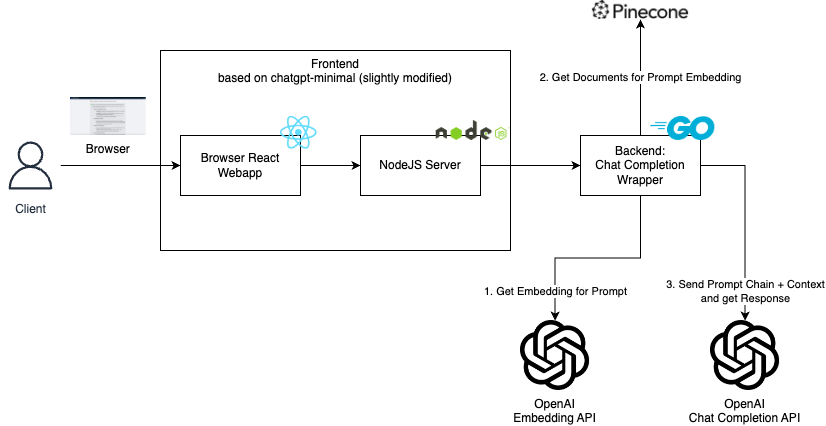 Pinecone
Frontend
based on chatgpt-minimal (slightly modified)
2. Get Documents for Prompt Embedding
node
JS
GO
Browser
Browser React
Webapp
NodeJS Server
Backend:
Chat Completion
Wrapper
Client
1. Get Embedding for Prompt
3. Send Prompt Chain + Context
and get Response
OpenAI
Embedding API
OpenAI
Chat Completion API